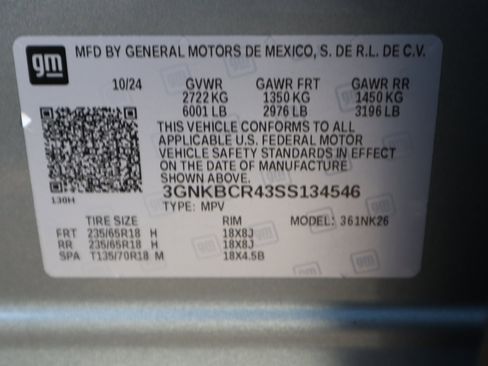 gm MFD BY GENERAL MOTORS DE MEXICO, S. DE R.L. DE C.V.
10/24 GVWR GAWR FRT GAWR RR
2722 KG 1350 KG 1450 KG
6001 LB 2976 LB 3196 LB
THIS VEHICLE CONFORMS TO ALL
APPLICABLE U.S. FEDERAL MOTOR
VEHICLE SAFETY STANDARDS IN EFFECT
ON THE DATE OF MANUFACTURE
SHOWN ABOVE.
3GNKBCR43SS134546
130H TYPE: MPV
TIRE SIZE RIM MODEL: 361NK26
FRT 235/65R18 H 18X8J
RR 235/65R18 H 18X8J
SPA T135/70R18 M 18X4.5B